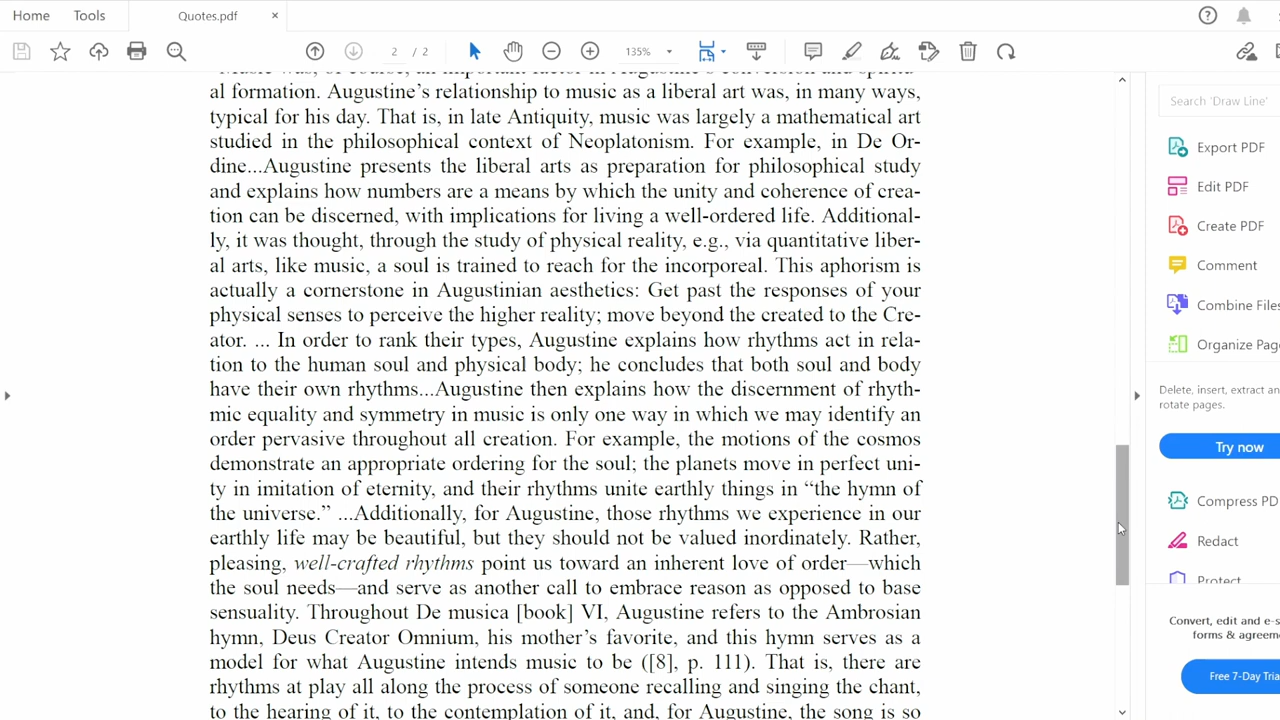 Home Tools Quotes.pdf ×
2 / 2 135%
"Music was, of course, an important factor in Augustine's conversion and spiritu-
al formation. Augustine's relationship to music as a liberal art was, in many ways,
typical for his day. That is, in late Antiquity, music was largely a mathematical art
studied in the philosophical context of Neoplatonism. For example, in De Or-
dine...Augustine presents the liberal arts as preparation for philosophical study
and explains how numbers are a means by which the unity and coherence of crea-
tion can be discerned, with implications for living a well-ordered life. Additional-
ly, it was thought, through the study of physical reality, e.g., via quantitative liber-
al arts, like music, a soul is trained to reach for the incorporeal. This aphorism is
actually a cornerstone in Augustinian aesthetics: Get past the responses of your
physical senses to perceive the higher reality; move beyond the created to the Cre-
ator. ... In order to rank their types, Augustine explains how rhythms act in rela-
tion to the human soul and physical body; he concludes that both soul and body
have their own rhythms...Augustine then explains how the discernment of rhyth-
mic equality and symmetry in music is only one way in which we may identify an
order pervasive throughout all creation. For example, the motions of the cosmos
demonstrate an appropriate ordering for the soul; the planets move in perfect uni-
ty in imitation of eternity, and their rhythms unite earthly things in “the hymn of
the universe.” ...Additionally, for Augustine, those rhythms we experience in our
earthly life may be beautiful, but they should not be valued inordinately. Rather,
pleasing, well-crafted rhythms point us toward an inherent love of order—which
the soul needs—and serve as another call to embrace reason as opposed to base
sensuality. Throughout De musica [book] VI, Augustine refers to the Ambrosian
hymn, Deus Creator Omnium, his mother’s favorite, and this hymn serves as a
model for what Augustine intends music to be ([8], p. 111). That is, there are
rhythms at play all along the process of someone recalling and singing the chant,
to the hearing of it, to the contemplation of it, and, for Augustine, the song is so
Search 'Draw Line'
Export PDF
Edit PDF
Create PDF
Comment
Combine Files
Organize Page
Delete, insert, extract an
rotate pages.
Try now
Compress PD
Redact
Protect
Convert, edit and e-s
forms & agreem
Free 7-Day Tria